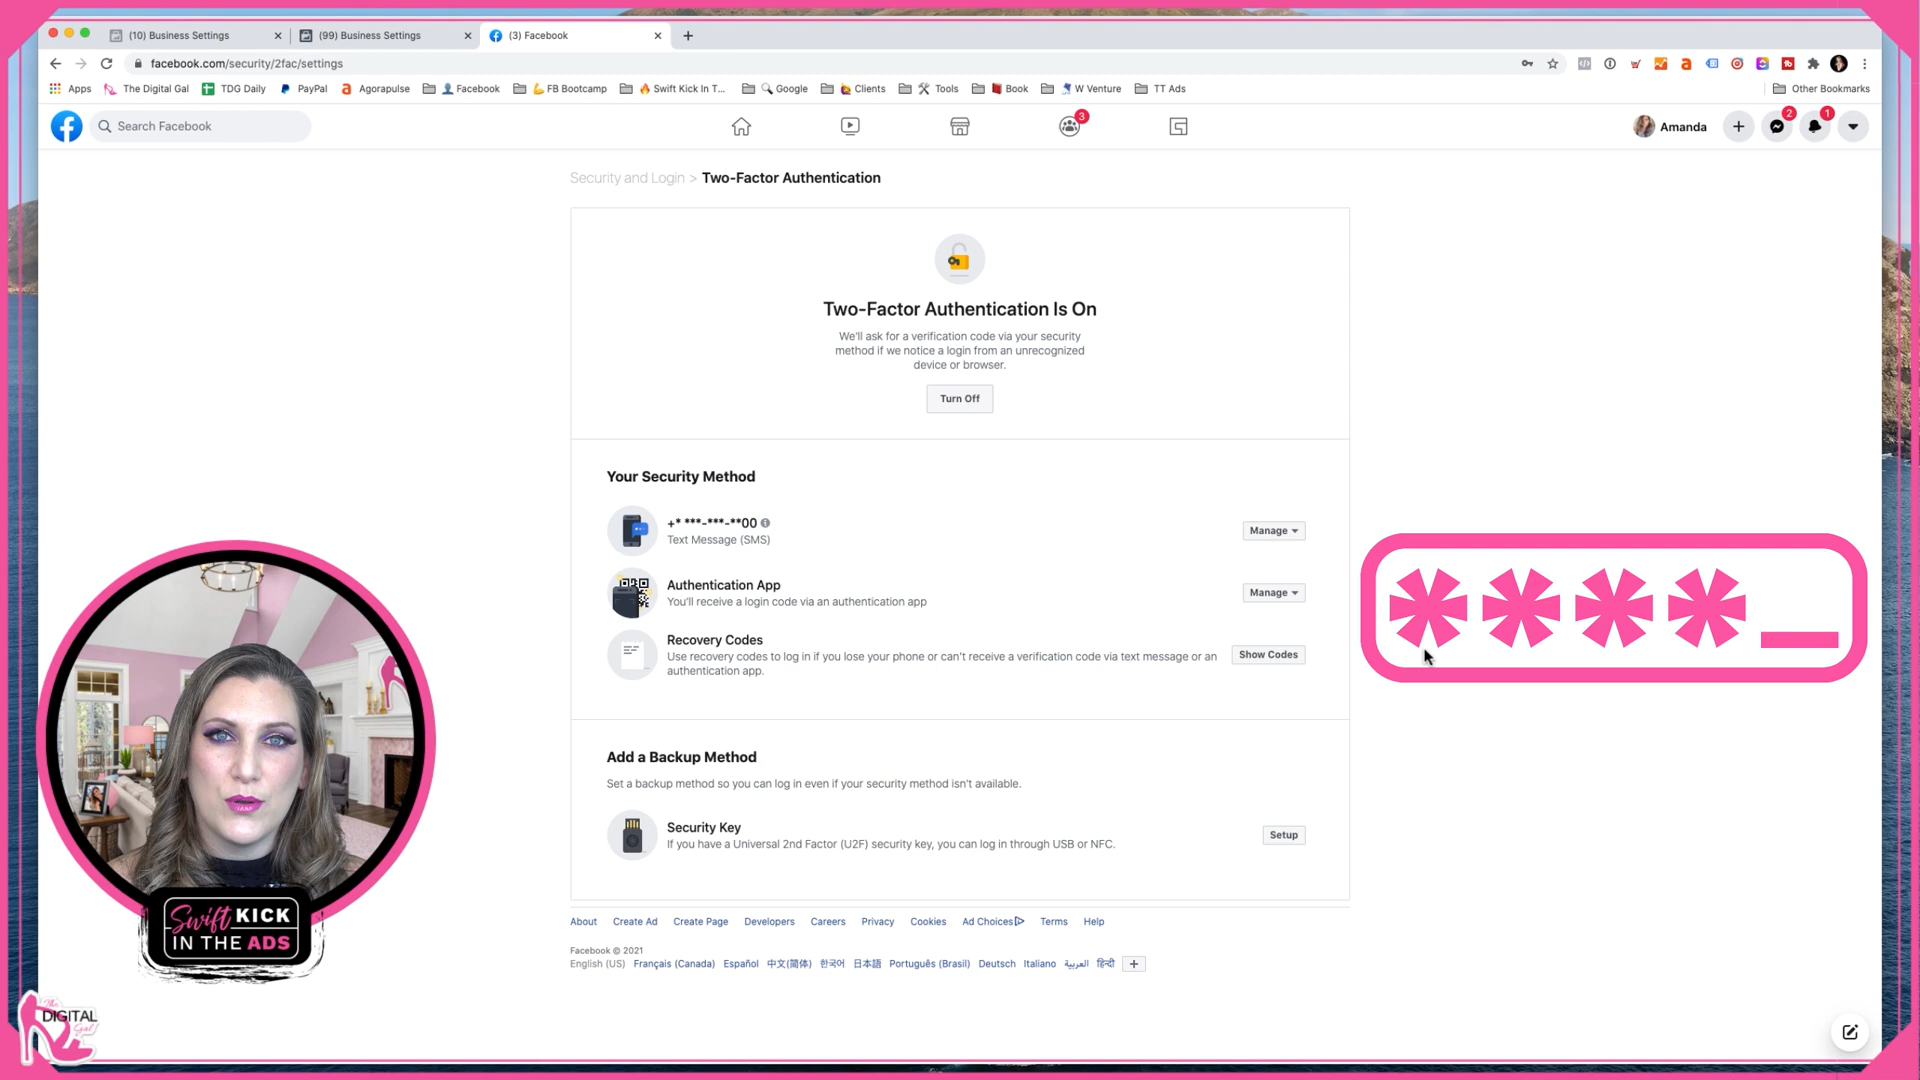 (10) Business Settings
(99) Business Settings
(3) Facebook
facebook.com/security/2fac/settings
Apps
The Digital Gal
TDG Daily
PayPal
Agorapulse
Facebook
FB Bootcamp
Swift Kick In T...
Google
Clients
Tools
Book
W Venture
TT Ads
Other Bookmarks
Search Facebook
3
Amanda
2
1
Security and Login > Two-Factor Authentication
Two-Factor Authentication Is On
We'll ask for a verification code via your security
method if we notice a login from an unrecognized
device or browser.
Turn Off
Your Security Method
+* ***-***-**00
Text Message (SMS)
Manage
Authentication App
You'll receive a login code via an authentication app
Manage
Recovery Codes
Use recovery codes to log in if you lose your phone or can't receive a verification code via text message or an
authentication app.
Show Codes
****_
Add a Backup Method
Set a backup method so you can log in even if your security method isn't available.
Security Key
If you have a Universal 2nd Factor (U2F) security key, you can log in through USB or NFC.
Setup
About Create Ad Create Page Developers Careers Privacy Cookies Ad Choices Terms Help
Facebook © 2021
English (US) Français (Canada) Español 中文(简体) 한국어 日本語 Português (Brasil) Deutsch Italiano العربية हिन्दी +
Swift KICK
IN THE ADS
The
DIGITAL
Gal